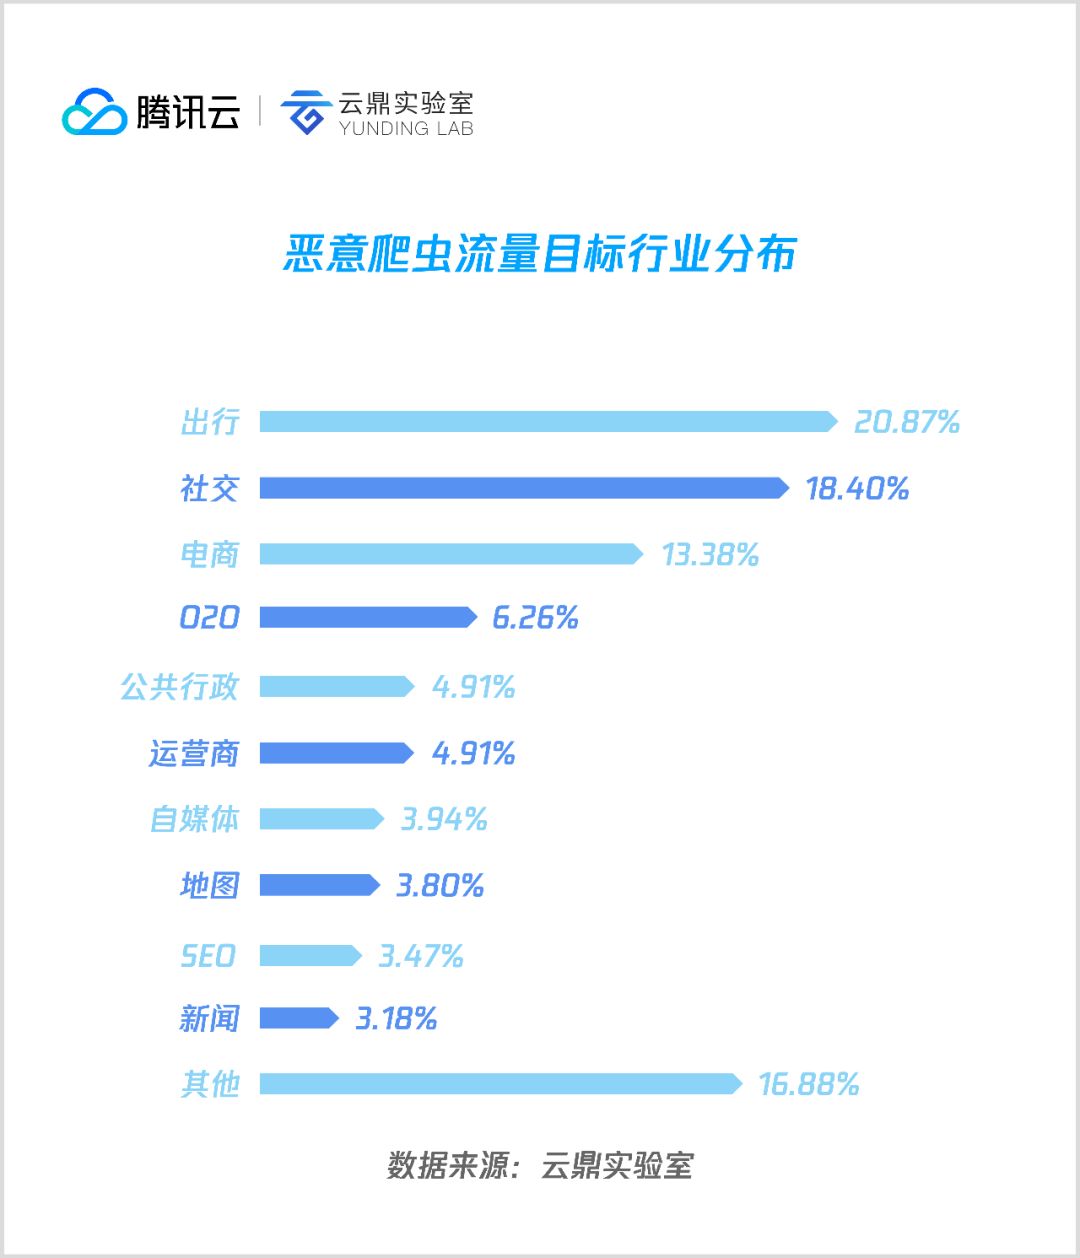 腾讯云 云鼎实验室
YUNDING LAB
恶意爬虫流量目标行业分布
出行 20.87%
社交 18.40%
电商 13.38%
O2O 6.26%
公共行政 4.91%
运营商 4.91%
自媒体 3.94%
地图 3.80%
SEO 3.47%
新闻 3.18%
其他 16.88%
数据来源：云鼎实验室